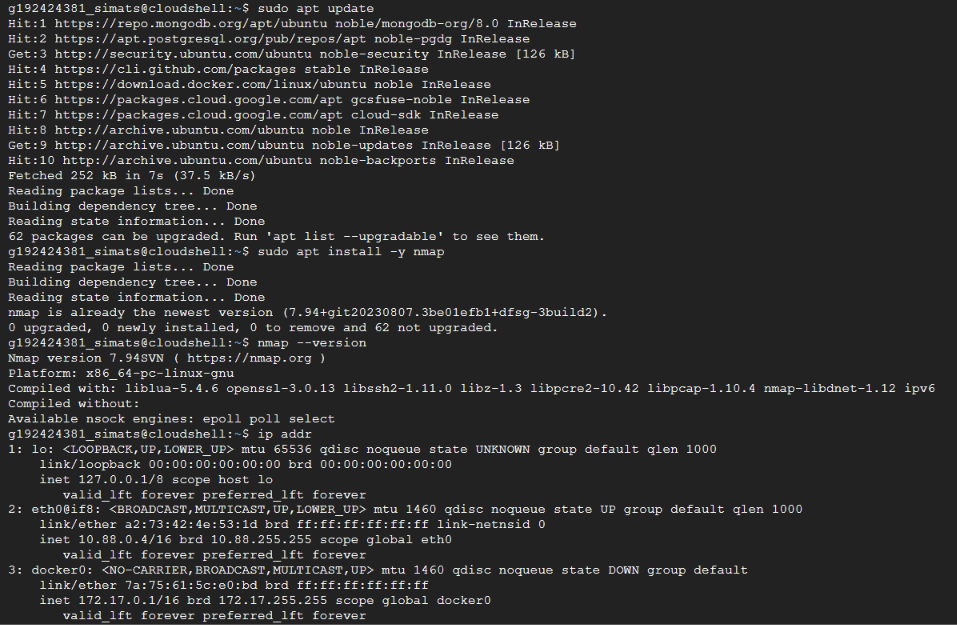 g192424381_simats@cloudshell:~$ sudo apt update
Hit:1 https://repo.mongodb.org/apt/ubuntu noble/mongodb-org/8.0 InRelease
Hit:2 https://apt.postgresql.org/pub/repos/apt noble-pgdg InRelease
Get:3 http://security.ubuntu.com/ubuntu noble-security InRelease [126 kB]
Hit:4 https://cli.github.com/packages stable InRelease
Hit:5 https://download.docker.com/linux/ubuntu noble InRelease
Hit:6 https://packages.cloud.google.com/apt gcsfuse-noble InRelease
Hit:7 https://packages.cloud.google.com/apt cloud-sdk InRelease
Hit:8 http://archive.ubuntu.com/ubuntu noble InRelease
Get:9 http://archive.ubuntu.com/ubuntu noble-updates InRelease [126 kB]
Hit:10 http://archive.ubuntu.com/ubuntu noble-backports InRelease
Fetched 252 kB in 7s (37.5 kB/s)
Reading package lists... Done
Building dependency tree... Done
Reading state information... Done
62 packages can be upgraded. Run 'apt list --upgradable' to see them.
g192424381_simats@cloudshell:~$ sudo apt install -y nmap
Reading package lists... Done
Building dependency tree... Done
Reading state information... Done
nmap is already the newest version (7.94+git20230807.3be01efb1+dfsg-3build2).
0 upgraded, 0 newly installed, 0 to remove and 62 not upgraded.
g192424381_simats@cloudshell:~$ nmap --version
Nmap version 7.94SVN ( https://nmap.org )
Platform: x86_64-pc-linux-gnu
Compiled with: liblua-5.4.6 openssl-3.0.13 libssh2-1.11.0 libz-1.3 libpcre2-10.42 libpcap-1.10.4 nmap-libdnet-1.12 ipv6
Compiled without:
Available nsock engines: epoll poll select
g192424381_simats@cloudshell:~$ ip addr
1: lo: <LOOPBACK,UP,LOWER_UP> mtu 65536 qdisc noqueue state UNKNOWN group default qlen 1000
    link/loopback 00:00:00:00:00:00 brd 00:00:00:00:00:00
    inet 127.0.0.1/8 scope host lo
       valid_lft forever preferred_lft forever
2: eth0@if8: <BROADCAST,MULTICAST,UP,LOWER_UP> mtu 1460 qdisc noqueue state UP group default qlen 1000
    link/ether a2:73:42:4e:53:1d brd ff:ff:ff:ff:ff:ff link-netnsid 0
    inet 10.88.0.4/16 brd 10.88.255.255 scope global eth0
       valid_lft forever preferred_lft forever
3: docker0: <NO-CARRIER,BROADCAST,MULTICAST,UP> mtu 1460 qdisc noqueue state DOWN group default
    link/ether 7a:75:61:5c:e0:bd brd ff:ff:ff:ff:ff:ff
    inet 172.17.0.1/16 brd 172.17.255.255 scope global docker0
       valid_lft forever preferred_lft forever